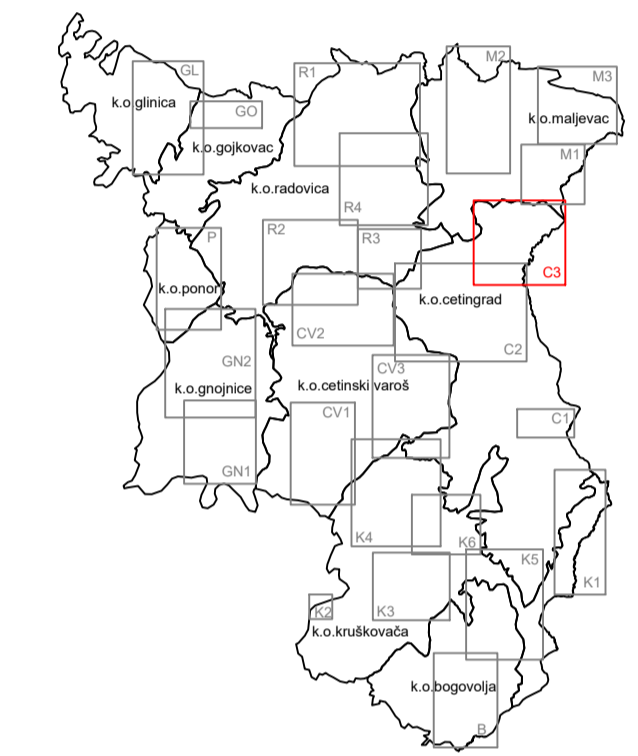 M2
GL
R1
M3
k.o.glinica
GO
k.o.maljevac
k.o.gojkovac
M1
k.o.radovica
R4
P
R2
R3
C3
k.o.ponor
k.o.cetingrad
CV2
C2
GN2
CV3
k.o.gnojnice
k.o.cetinski varoš
CV1
C1
GN1
K4
K6
K5
K1
K2
K3
k.o.kruškovača
k.o.bogovolja
B